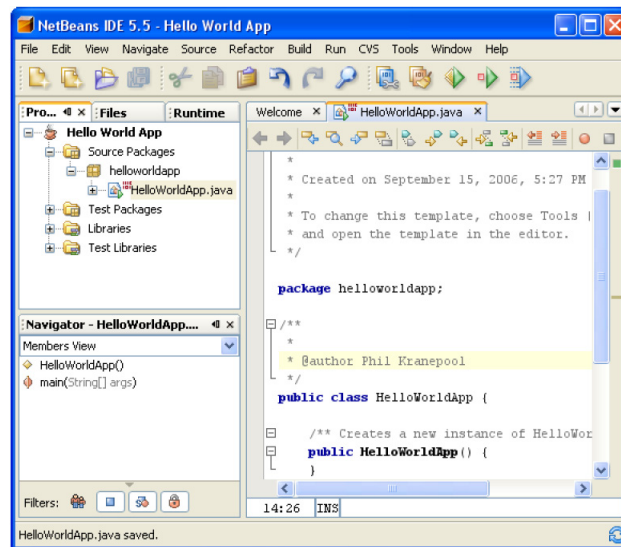 NetBeans IDE 5.5 - Hello World App
File Edit View Navigate Source Refactor Build Run CVS Tools Window Help
Pro... Files Runtime
Hello World App
Source Packages
helloworldapp
HelloWorldApp.java
Test Packages
Libraries
Test Libraries
Navigator - HelloWorldApp....
Members View
HelloWorldApp()
main(String[] args)
Filters:
Welcome HelloWorldApp.java
*
* Created on September 15, 2006, 5:27 PM
*
* To change this template, choose Tools |
* and open the template in the editor.
*/
package helloworldapp;
/**
*
* @author Phil Kranepool
*/
public class HelloWorldApp {
/** Creates a new instance of HelloWor
public HelloWorldApp() {
}
14:26 INS
HelloWorldApp.java saved.